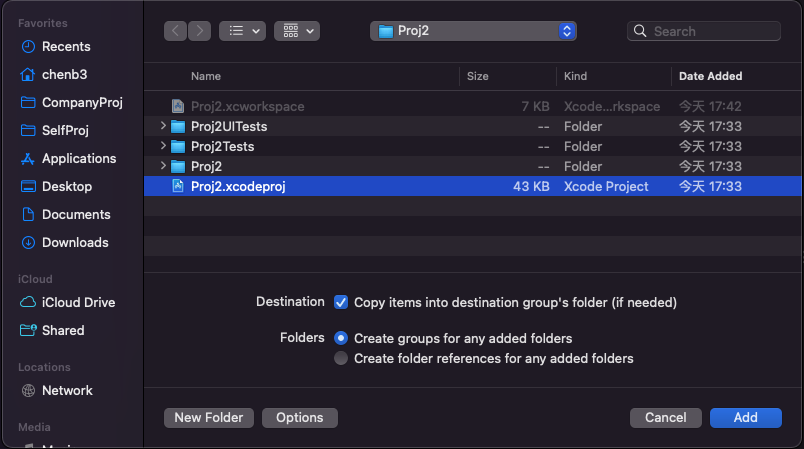 Favorites
Recents
chenb3
CompanyProj
SelfProj
Applications
Desktop
Documents
Downloads
iCloud
iCloud Drive
Shared
Locations
Network
Media
Proj2
Search
Name Size Kind Date Added
Proj2.xcworkspace 7 KB Xcode...rkspace 今天 17:42
Proj2UITests -- Folder 今天 17:33
Proj2Tests -- Folder 今天 17:33
Proj2 -- Folder 今天 17:33
Proj2.xcodeproj 43 KB Xcode Project 今天 17:33
Destination Copy items into destination group's folder (if needed)
Folders Create groups for any added folders
Create folder references for any added folders
New Folder Options Cancel Add